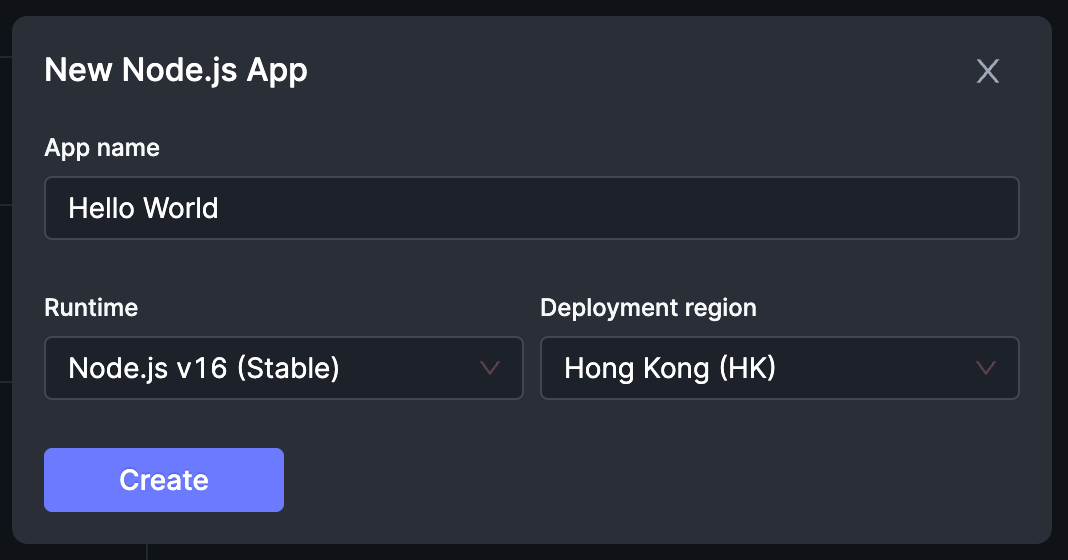 New Node.js App
App name
Hello World
Runtime
Deployment region
Node.js v16 (Stable)
Hong Kong (HK)
Create